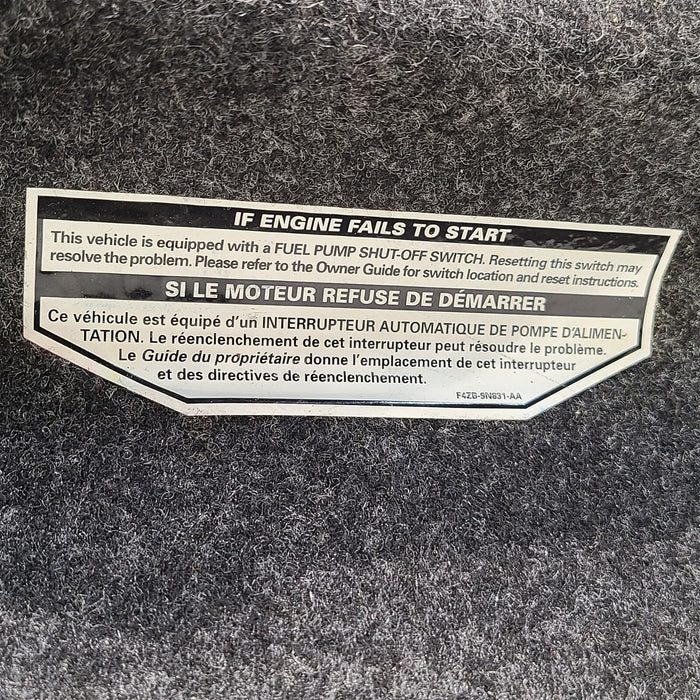 IF ENGINE FAILS TO START
This vehicle is equipped with a FUEL PUMP SHUT-OFF SWITCH. Resetting this switch may
resolve the problem. Please refer to the Owner Guide for switch location and reset instructions.
SI LE MOTEUR REFUSE DE DÉMARRER
Ce véhicule est équipé d'un INTERRUPTEUR AUTOMATIQUE DE POMPE D'ALIMEN-
TATION. Le réenclenchement de cet interrupteur peut résoudre le problème.
Le Guide du propriétaire donne l'emplacement de cet interrupteur
et des directives de réenclenchement.
F4ZB-9N831-AA